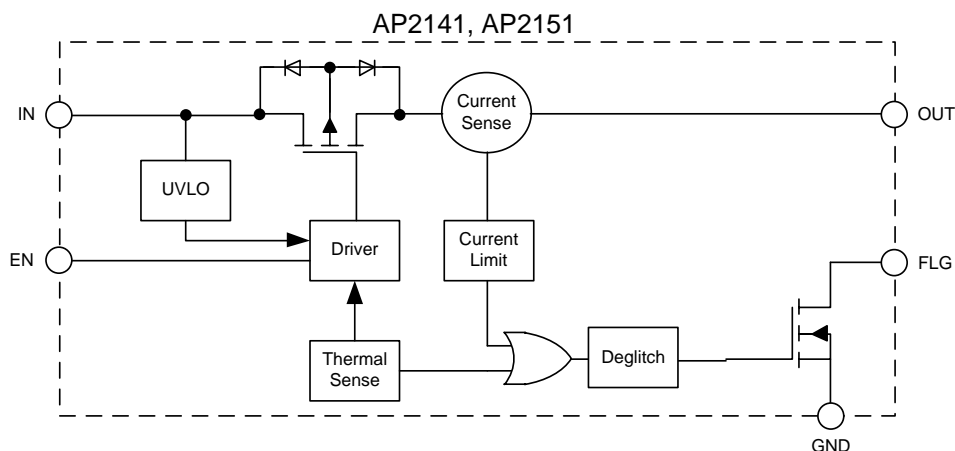 AP2141, AP2151
IN
Current
Sense
OUT
UVLO
EN
Driver
Current
Limit
FLG
Thermal
Sense
Deglitch
GND